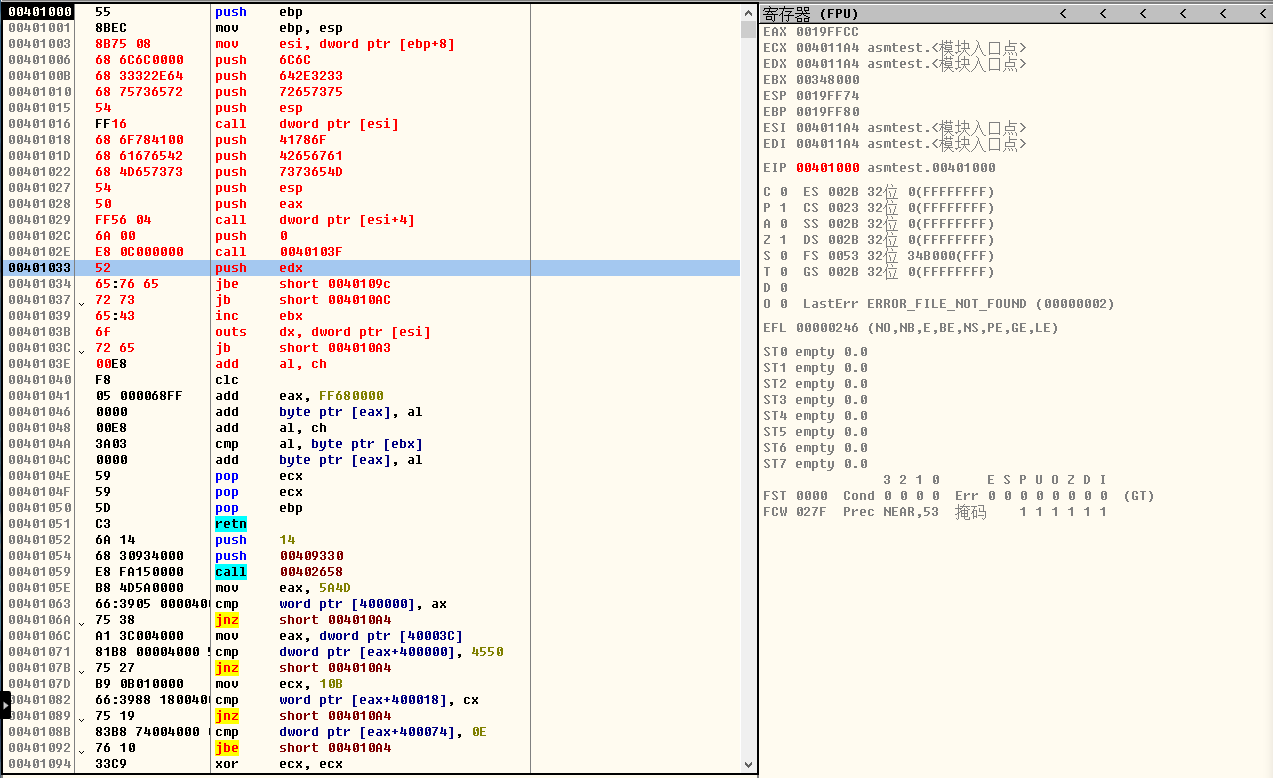 00401000 55 push ebp
00401001 8BEC mov ebp, esp
00401003 8B75 08 mov esi, dword ptr [ebp+8]
00401006 68 6C6C0000 push 6C6C
0040100B 68 33322E64 push 642E3233
00401010 68 75736572 push 72657375
00401015 54 push esp
00401016 FF16 call dword ptr [esi]
00401018 68 6F784100 push 41786F
0040101D 68 61676542 push 42656761
00401022 68 4D657373 push 7373654D
00401027 54 push esp
00401028 50 push eax
00401029 FF56 04 call dword ptr [esi+4]
0040102C 6A 00 push 0
0040102E E8 0C000000 call 0040103F
00401033 52 push edx
00401034 65:76 65 jbe short 0040109c
00401037 72 73 jb short 004010AC
00401039 65:43 inc ebx
0040103B 6f outs dx, dword ptr [esi]
0040103C 72 65 jb short 004010A3
0040103E 00E8 add al, ch
00401040 F8 clc
00401041 05 000068FF add eax, FF680000
00401046 0000 add byte ptr [eax], al
00401048 00E8 add al, ch
0040104A 3A03 cmp al, byte ptr [ebx]
0040104C 0000 add byte ptr [eax], al
0040104E 59 pop ecx
0040104F 59 pop ecx
00401050 5D pop ebp
00401051 C3 retn
00401052 6A 14 push 14
00401054 68 30934000 push 00409330
00401059 E8 FA150000 call 00402658
0040105E B8 4D5A0000 mov eax, 5A4D
00401063 66:3905 000040 cmp word ptr [400000], ax
0040106A 75 38 jnz short 004010A4
0040106C A1 3C004000 mov eax, dword ptr [40003C]
00401071 81B8 00004000 cmp dword ptr [eax+400000], 4550
0040107B 75 27 jnz short 004010A4
0040107D B9 0B010000 mov ecx, 10B
00401082 66:3988 180040 cmp word ptr [eax+400018], cx
00401089 75 19 jnz short 004010A4
0040108B 83B8 74004000 cmp dword ptr [eax+400074], 0E
00401092 76 10 jbe short 004010A4
00401094 33C9 xor ecx, ecx
寄存器 (FPU) < < < < < <
EAX 0019FFCC
ECX 004011A4 asmtest.<模块入口点>
EDX 004011A4 asmtest.<模块入口点>
EBX 00348000
ESP 0019FF74
EBP 0019FF80
ESI 004011A4 asmtest.<模块入口点>
EDI 004011A4 asmtest.<模块入口点>
EIP 00401000 asmtest.00401000
C 0 ES 002B 32位 0(FFFFFFFF)
P 1 CS 0023 32位 0(FFFFFFFF)
A 0 SS 002B 32位 0(FFFFFFFF)
Z 1 DS 002B 32位 0(FFFFFFFF)
S 0 FS 0053 32位 34B000(FFF)
T 0 GS 002B 32位 0(FFFFFFFF)
D 0
O 0 LastErr ERROR_FILE_NOT_FOUND (00000002)
EFL 00000246 (NO,NB,E,BE,NS,PE,GE,LE)
ST0 empty 0.0
ST1 empty 0.0
ST2 empty 0.0
ST3 empty 0.0
ST4 empty 0.0
ST5 empty 0.0
ST6 empty 0.0
ST7 empty 0.0
3 2 1 0 E S P U O Z D I
FST 0000 Cond 0 0 0 0 Err 0 0 0 0 0 0 0 0 (GT)
FCW 027F Prec NEAR,53 掩码 1 1 1 1 1 1